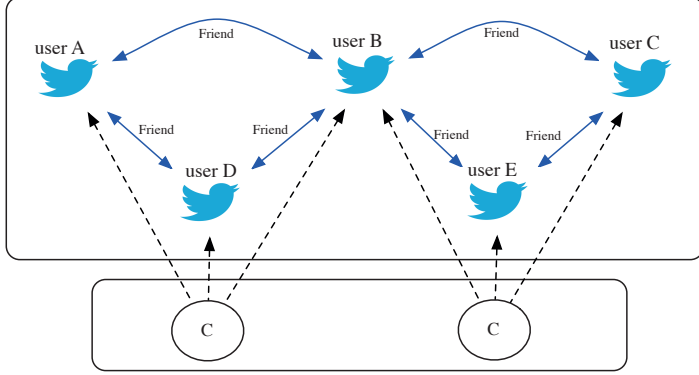 Friend
Friend
user A
user B
user C
Friend
Friend
Friend
Friend
user D
user E
C
C